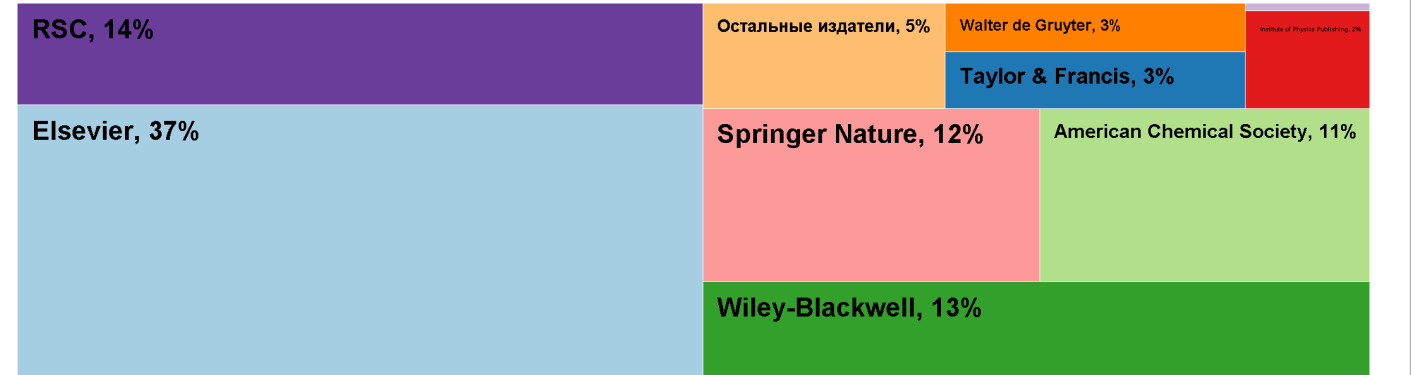 RSC, 14%
Elsevier, 37%
Остальные издатели, 5%
Walter de Gruyter, 3%
Taylor & Francis, 3%
Institute of Physics Publishing, 2%
Springer Nature, 12%
American Chemical Society, 11%
Wiley-Blackwell, 13%